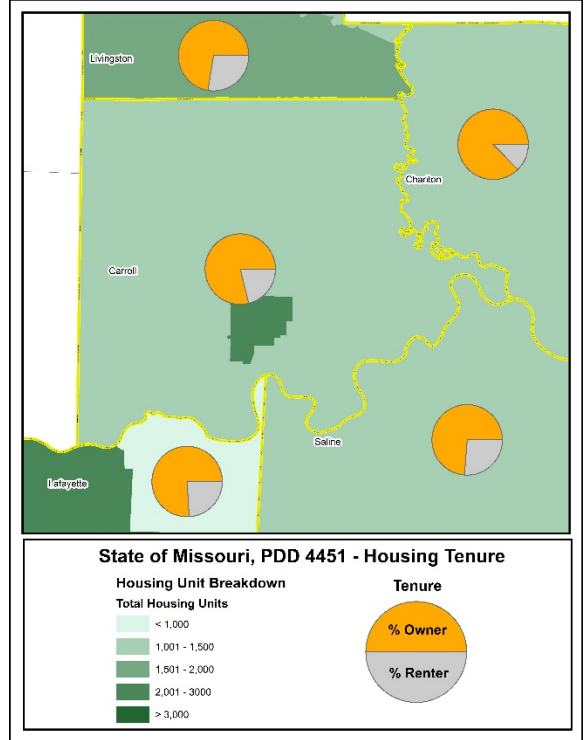 Livingston
Chariton
Carroll
Saline
Lafayette
State of Missouri, PDD 4451 - Housing Tenure
Housing Unit Breakdown
Total Housing Units
< 1,000
1,001 - 1,500
1,501 - 2,000
2,001 - 3000
> 3,000
Tenure
% Owner
% Renter